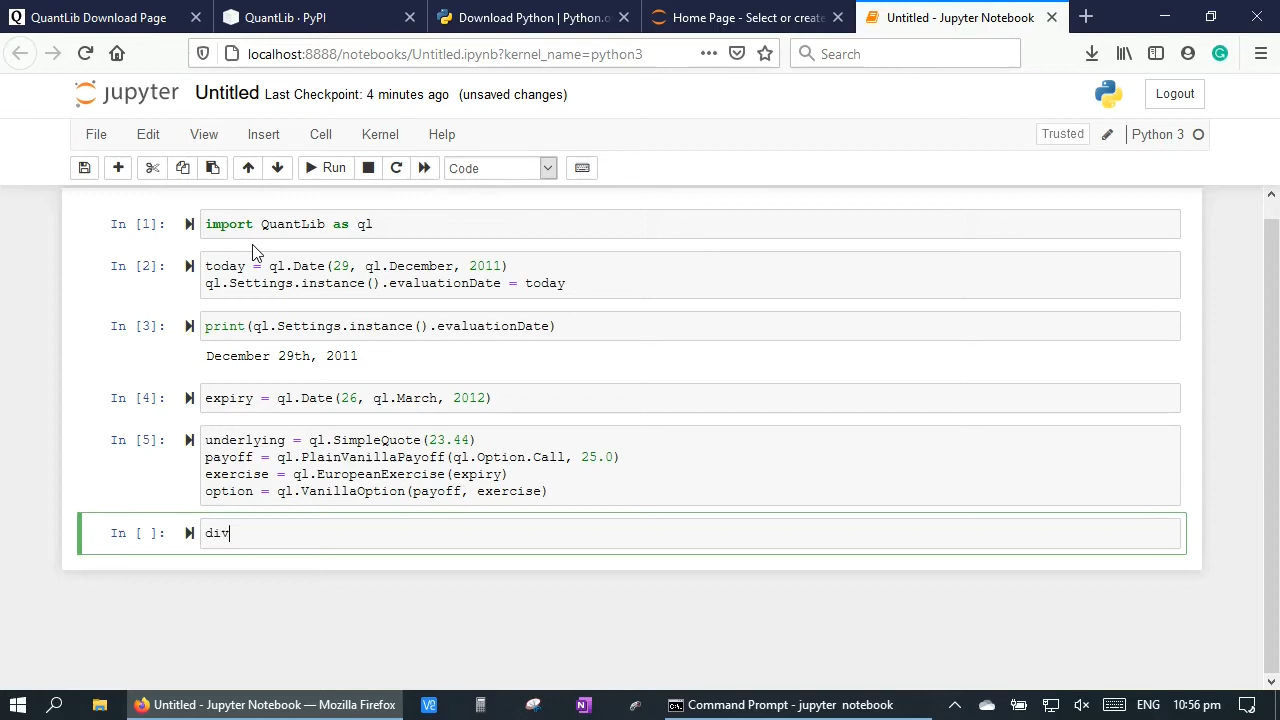 QuantLib Download Page
QuantLib · PyPI
Download Python | Python.o
Home Page - Select or create
Untitled - Jupyter Notebook
localhost:8888/notebooks/Untitled.ipynb?kernel_name=python3
Search
jupyter Untitled Last Checkpoint: 4 minutes ago (unsaved changes)
Logout
File Edit View Insert Cell Kernel Help
Trusted
Python 3
Run
Code
In [1]: import QuantLib as ql
In [2]: today = ql.Date(29, ql.December, 2011)
ql.Settings.instance().evaluationDate = today
In [3]: print(ql.Settings.instance().evaluationDate)
December 29th, 2011
In [4]: expiry = ql.Date(26, ql.March, 2012)
In [5]: underlying = ql.SimpleQuote(23.44)
payoff = ql.PlainVanillaPayoff(ql.Option.Call, 25.0)
exercise = ql.EuropeanExercise(expiry)
option = ql.VanillaOption(payoff, exercise)
In [ ]: div
Untitled - Jupyter Notebook — Mozilla Firefox
Command Prompt - jupyter notebook
ENG
10:56 pm